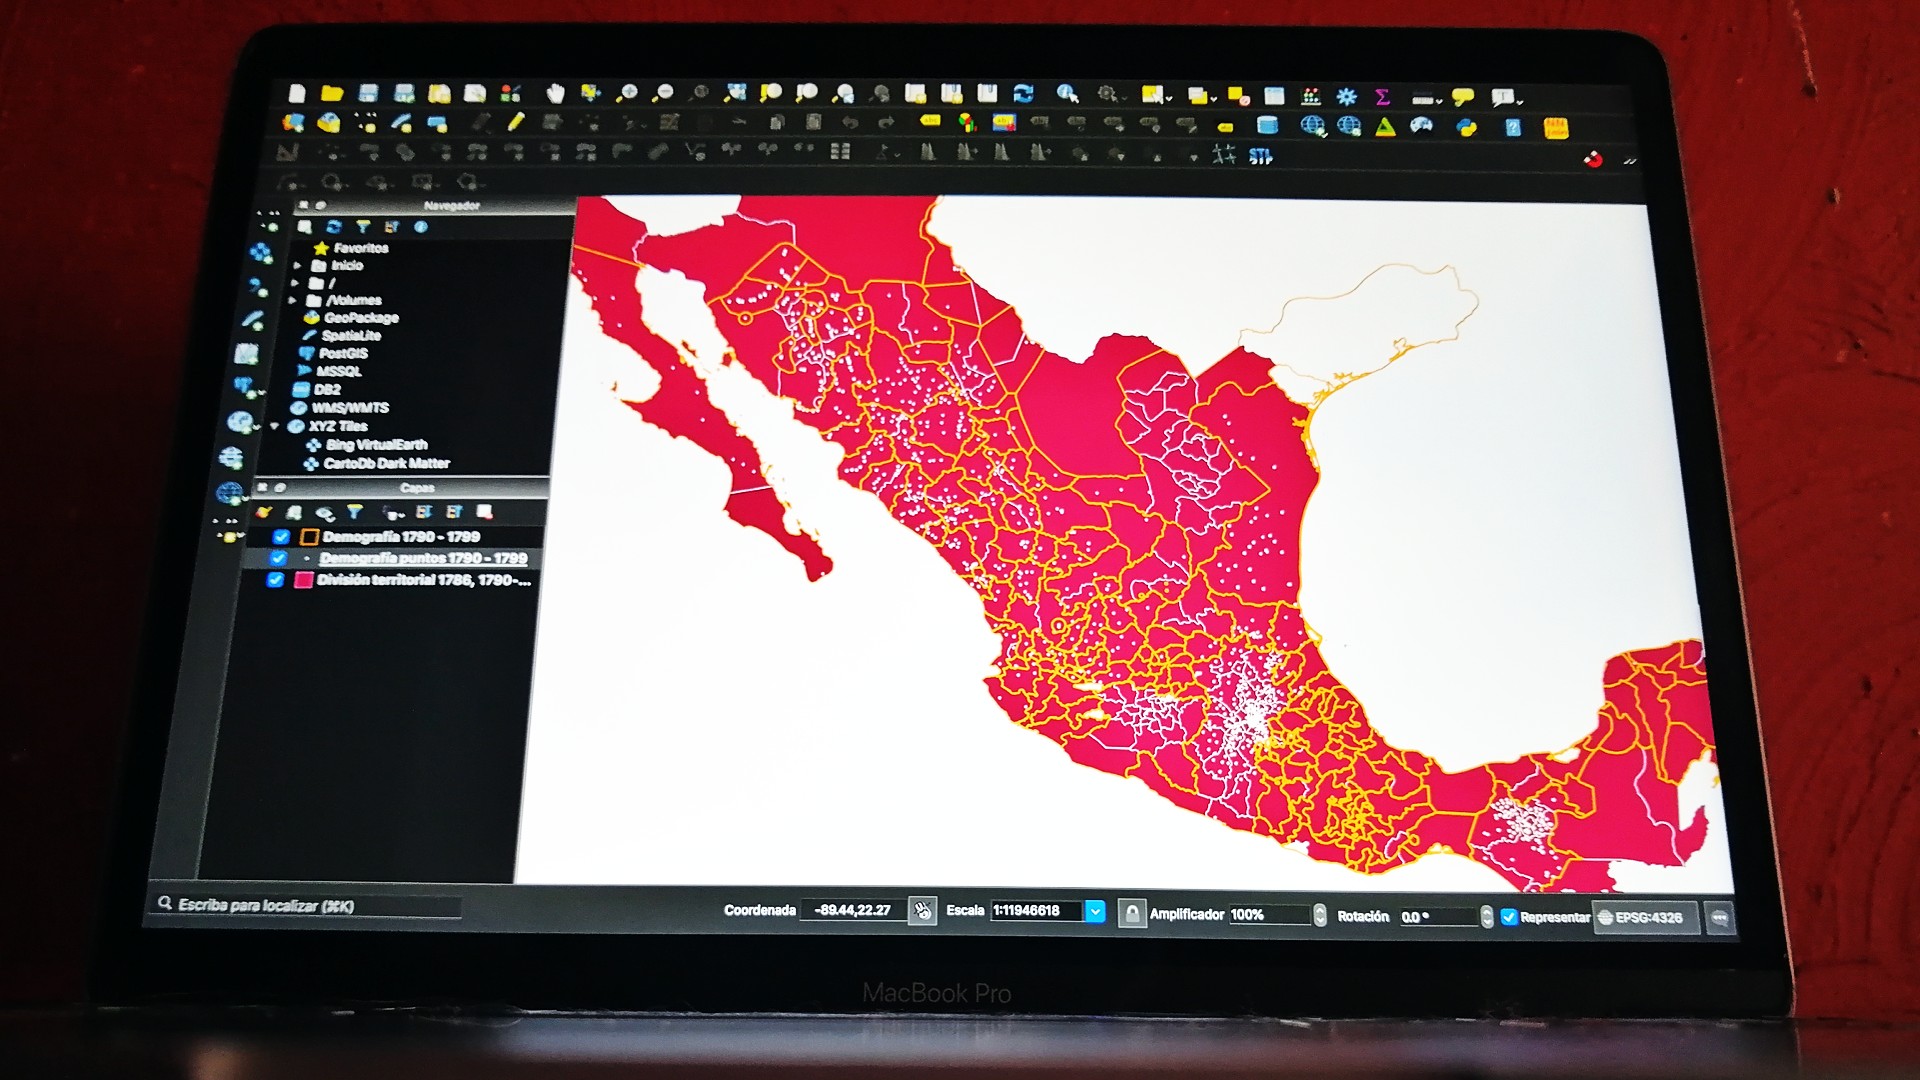 Navegador
Favoritos
Inicio
/
/Volumes
GeoPackage
SpatiaLite
PostGIS
MSSQL
DB2
WMS/WMTS
XYZ Tiles
Bing VirtualEarth
CartoDb Dark Matter
Capas
Demografía 1790 - 1799
Demografía puntos 1790 - 1799
División territorial 1786, 1790-...
Escriba para localizar (⌘K)
Coordenada -89.44,22.27 Escala 1:11946618 Amplificador 100% Rotación 0.0 ° Representar EPSG:4326
MacBook Pro